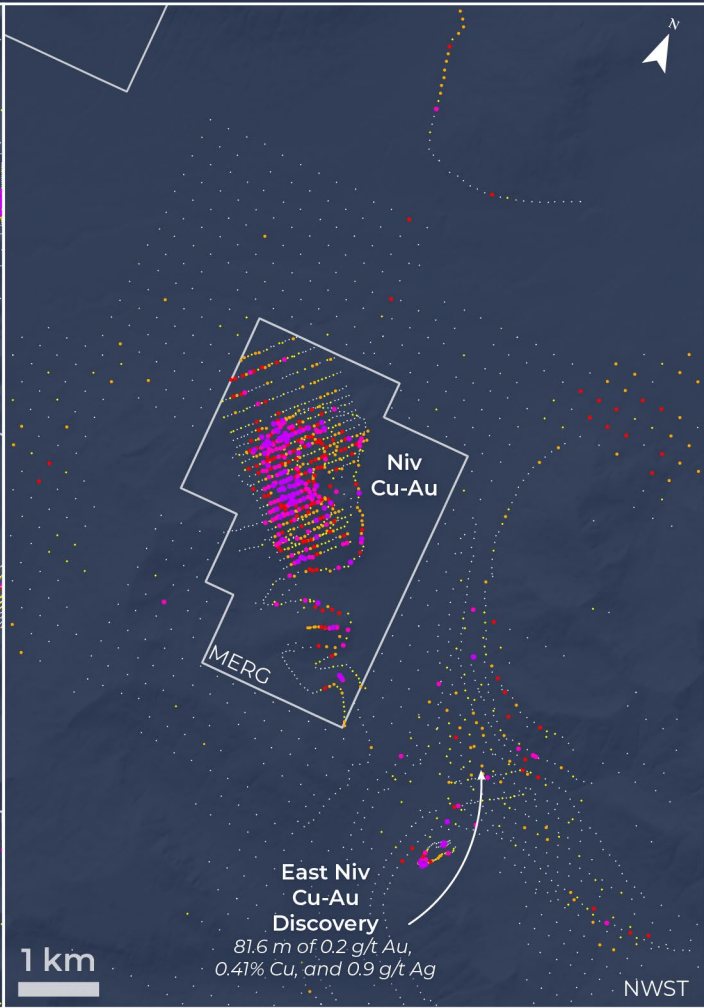 N
Niv
Cu-Au
MERG
East Niv
Cu-Au
Discovery
81.6 m of 0.2 g/t Au,
0.41% Cu, and 0.9 g/t Ag
1 km
NWST